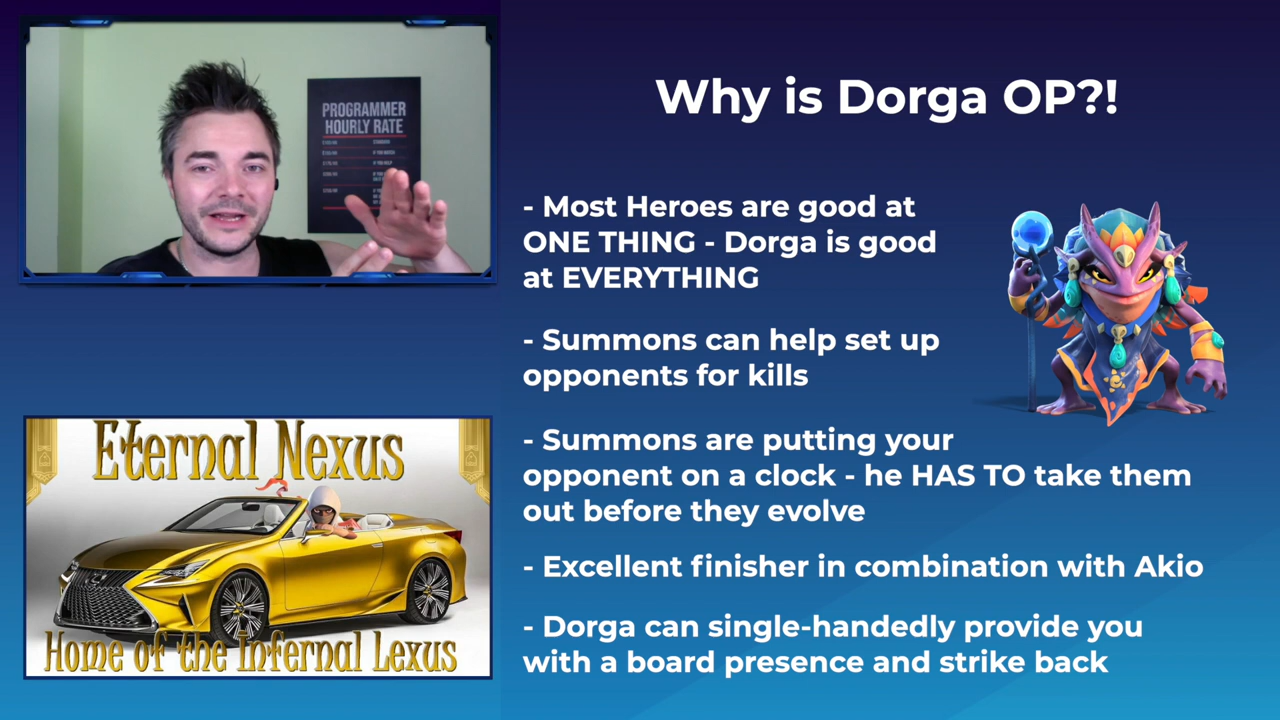 PROGRAMMER
HOURLY RATE
Why is Dorga OP?!
- Most Heroes are good at
ONE THING - Dorga is good
at EVERYTHING
- Summons can help set up
opponents for kills
- Summons are putting your
opponent on a clock - he HAS TO take them
out before they evolve
- Excellent finisher in combination with Akio
- Dorga can single-handedly provide you
with a board presence and strike back
Eternal Nexus
Home of the Infernal Lexus